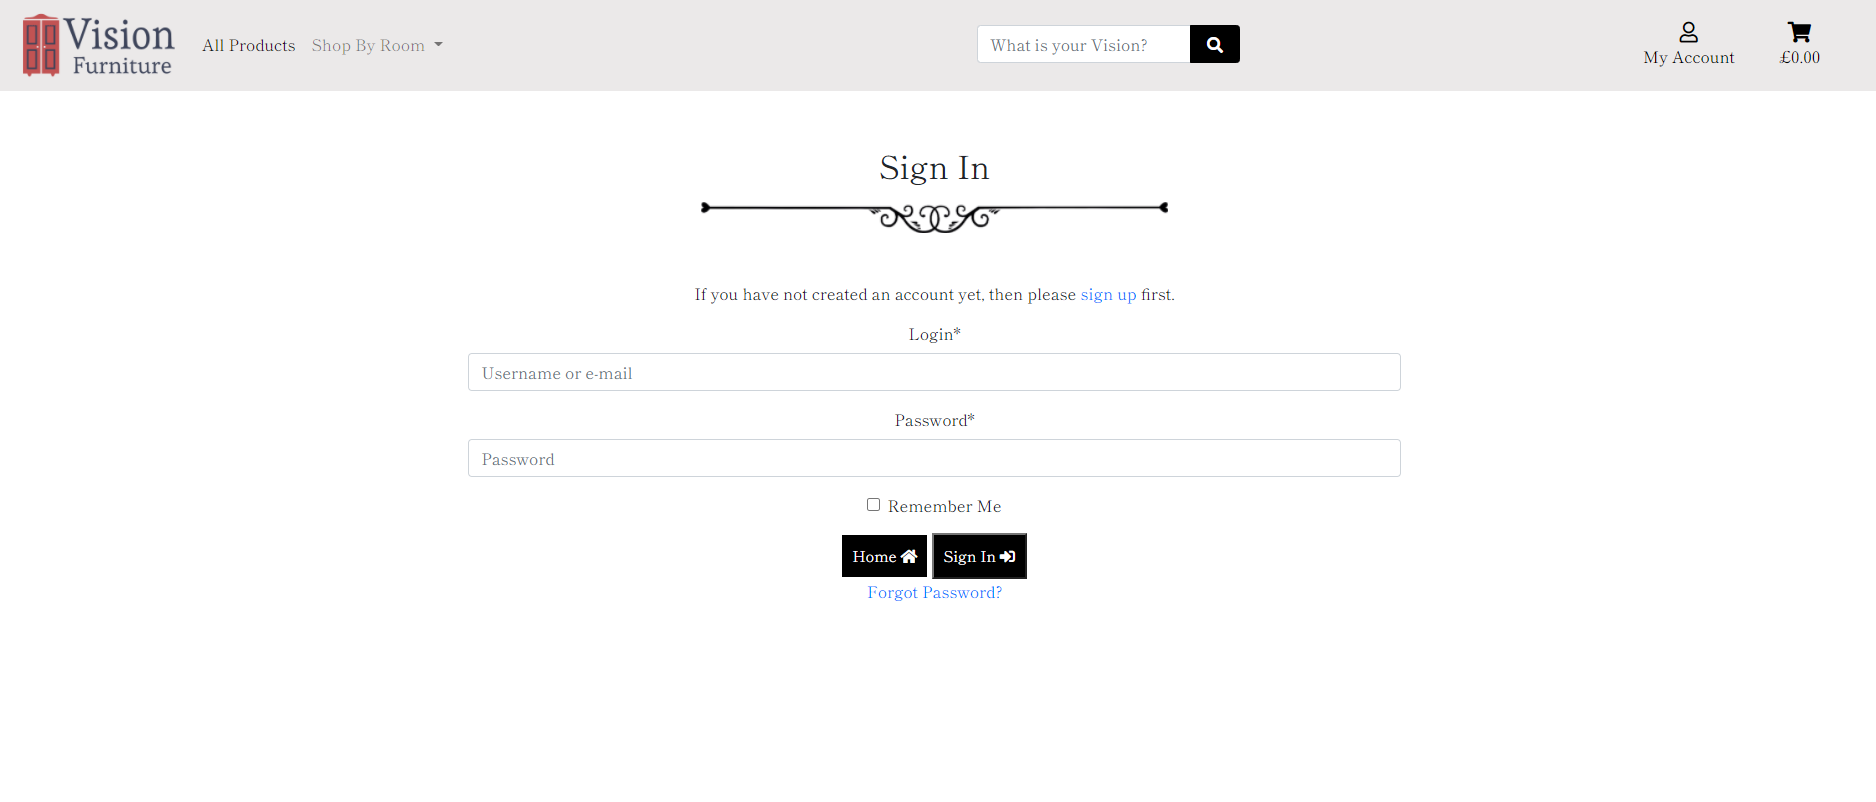 Vision
Furniture
All Products
Shop By Room
What is your Vision?
My Account
£0.00
Sign In
If you have not created an account yet, then please sign up first.
Login*
Username or e-mail
Password*
Password
Remember Me
Home
Sign In
Forgot Password?